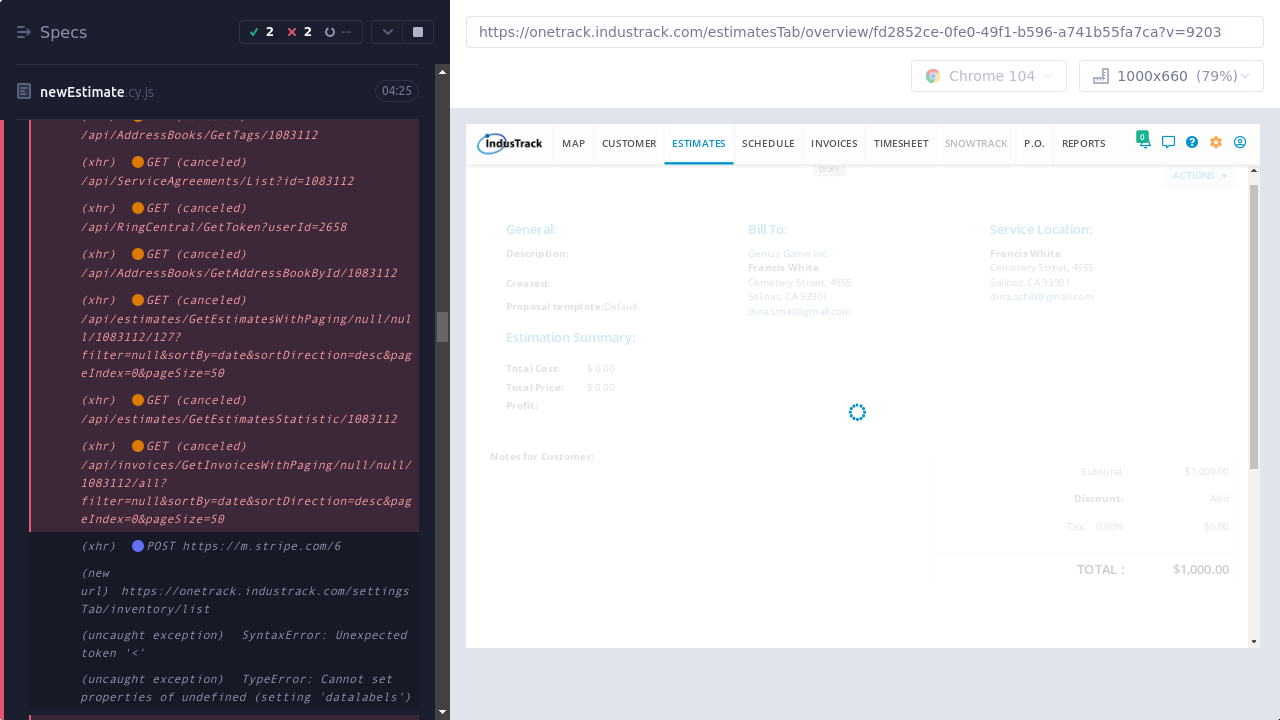 Specs
2
2
--
newEstimate.cy.js
04:25
/api/AddressBooks/GetTags/1083112
(xhr) GET (canceled)
/api/ServiceAgreements/List?id=1083112
(xhr) GET (canceled)
/api/RingCentral/GetToken?userId=2658
(xhr) GET (canceled)
/api/AddressBooks/GetAddressBookById/1083112
(xhr) GET (canceled)
/api/estimates/GetEstimatesWithPaging/null/nul
l/1083112/127?
filter=null&sortBy=date&sortDirection=desc&pag
eIndex=0&pageSize=50
(xhr) GET (canceled)
/api/estimates/GetEstimatesStatistic/1083112
(xhr) GET (canceled)
/api/invoices/GetInvoicesWithPaging/null/null/
1083112/all?
filter=null&sortBy=date&sortDirection=desc&pag
eIndex=0&pageSize=50
(xhr) POST https://m.stripe.com/6
(new
url) https://onetrack.industrack.com/settings
Tab/inventory/list
(uncaught exception) SyntaxError: Unexpected
token '<'
(uncaught exception) TypeError: Cannot set
properties of undefined (setting 'datalabels')
https://onetrack.industrack.com/estimatesTab/overview/fd2852ce-0fe0-49f1-b596-a741b55fa7ca?v=9203
Chrome 104
1000x660 (79%)
IndusTrack
MAP
CUSTOMER
ESTIMATES
SCHEDULE
INVOICES
TIMESHEET
SNOWTRACK
P.O.
REPORTS
0
Draft
ACTIONS
General:
Description:
Created:
Proposal template:Default
Estimation Summary:
Total Cost: $ 0.00
Total Price: $ 0.00
Profit:
Bill To:
Genius Game Inc.
Francis White
Cemetery Street, 4955
Salinas, CA 93901
dina.schill@gmail.com
Service Location:
Francis White
Cemetery Street, 4955
Salinas, CA 93901
dina.schill@gmail.com
Notes for Customer:
Subtotal: $1,000.00
Discount: Add
Tax: 0.00% $0.00
TOTAL : $1,000.00